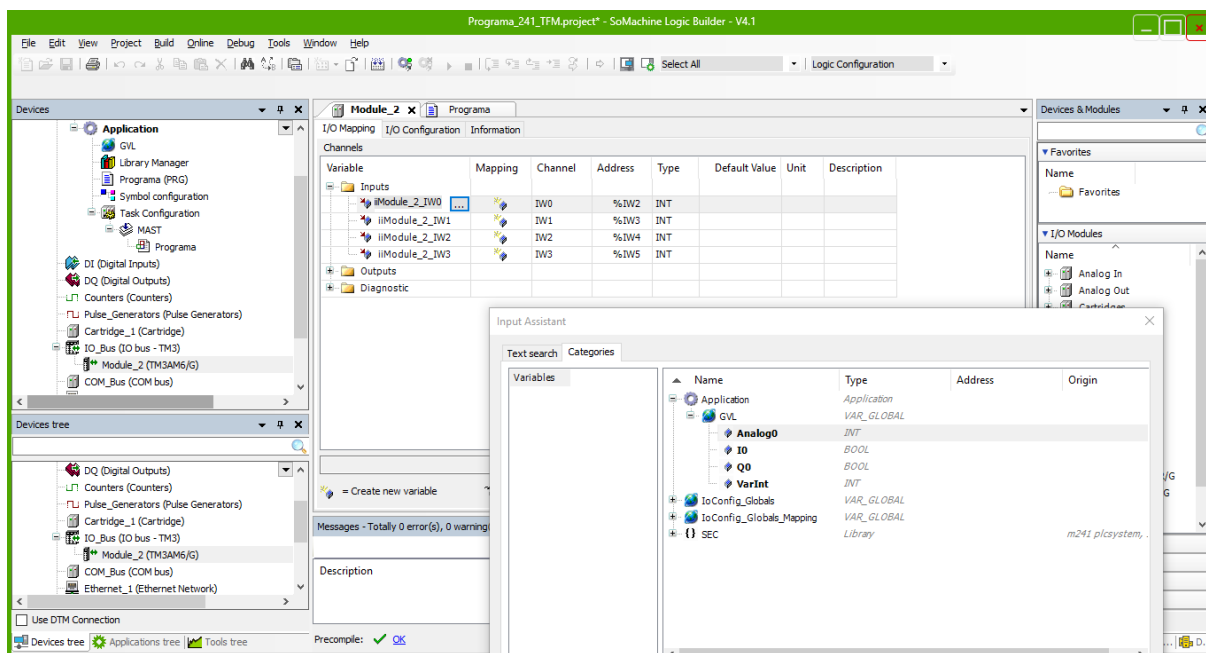 Programa_241_TFM.project* - SoMachine Logic Builder - V4.1
File Edit View Project Build Online Debug Tools Window Help
Select All Logic Configuration
Devices
Application
GVL
Library Manager
Programa (PRG)
Symbol configuration
Task Configuration
MAST
Programa
DI (Digital Inputs)
DQ (Digital Outputs)
Counters (Counters)
Pulse_Generators (Pulse Generators)
Cartridge_1 (Cartridge)
IO_Bus (IO bus - TM3)
Module_2 (TM3AM6/G)
COM_Bus (COM bus)
Devices tree
DQ (Digital Outputs)
Counters (Counters)
Pulse_Generators (Pulse Generators)
Cartridge_1 (Cartridge)
IO_Bus (IO bus - TM3)
Module_2 (TM3AM6/G)
COM_Bus (COM bus)
Ethernet_1 (Ethernet Network)
Use DTM Connection
Devices tree Applications tree Tools tree
Module_2 Programa
I/O Mapping I/O Configuration Information
Channels
Variable Mapping Channel Address Type Default Value Unit Description
Inputs
iiModule_2_IW0 ... IW0 %IW2 INT
iiModule_2_IW1 IW1 %IW3 INT
iiModule_2_IW2 IW2 %IW4 INT
iiModule_2_IW3 IW3 %IW5 INT
Outputs
Diagnostic
= Create new variable
Messages - Totally 0 error(s), 0 warning
Description
Precompile: OK
Input Assistant
Text search Categories
Variables
Name Type Address Origin
Application Application
GVL VAR_GLOBAL
Analog0 INT
I0 BOOL
Q0 BOOL
VarInt INT
IoConfig_Globals VAR_GLOBAL
IoConfig_Globals_Mapping VAR_GLOBAL
{} SEC Library m241 plcsystem,
Devices & Modules
Favorites
Name
Favorites
I/O Modules
Name
Analog In
Analog Out
Cartridges
/G
G
... D.